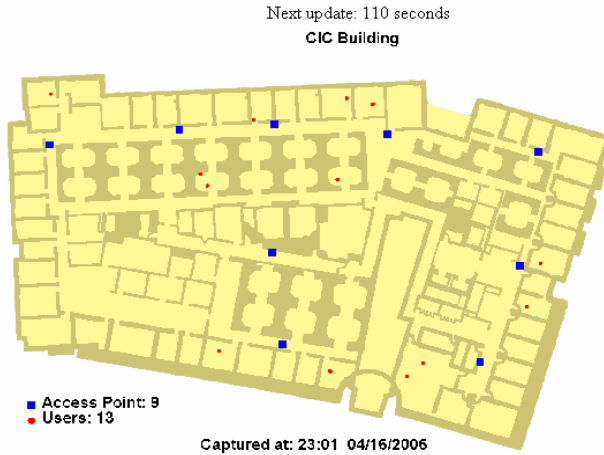 Next update: 110 seconds
CIC Building
Access Point: 9
Users: 13
Captured at: 23:01 04/16/2006